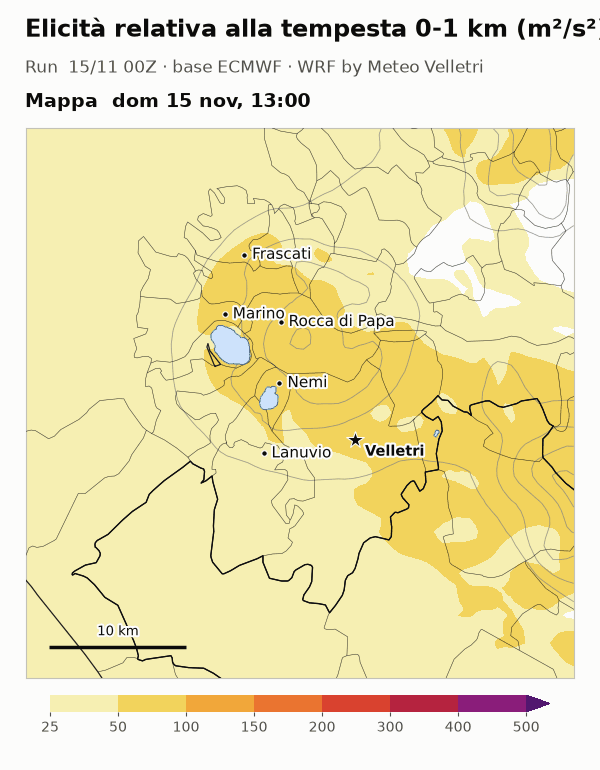 Elicità relativa alla tempesta 0-1 km (m²/s²)
Run  15/11 00Z · base ECMWF · WRF by Meteo Velletri
Mappa  dom 15 nov, 13:00
Frascati
Marino
Rocca di Papa
Nemi
Velletri
Lanuvio
10 km
25 50 100 150 200 300 400 500